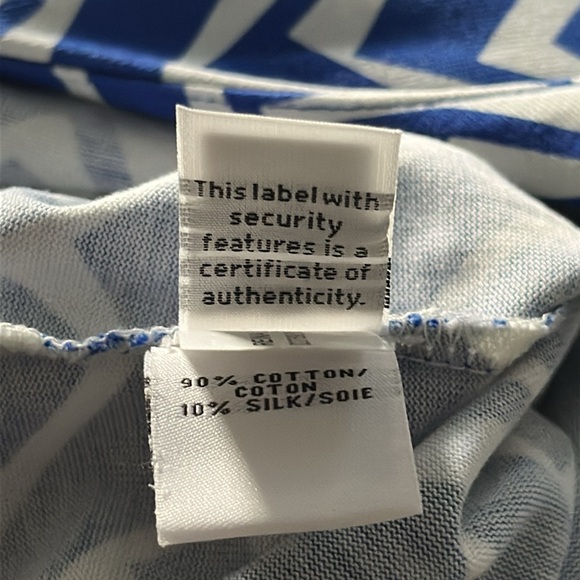 This label with
security
features is a
certificate of
authenticity.
90% COTTON/
COTON
10% SILK/SOIE